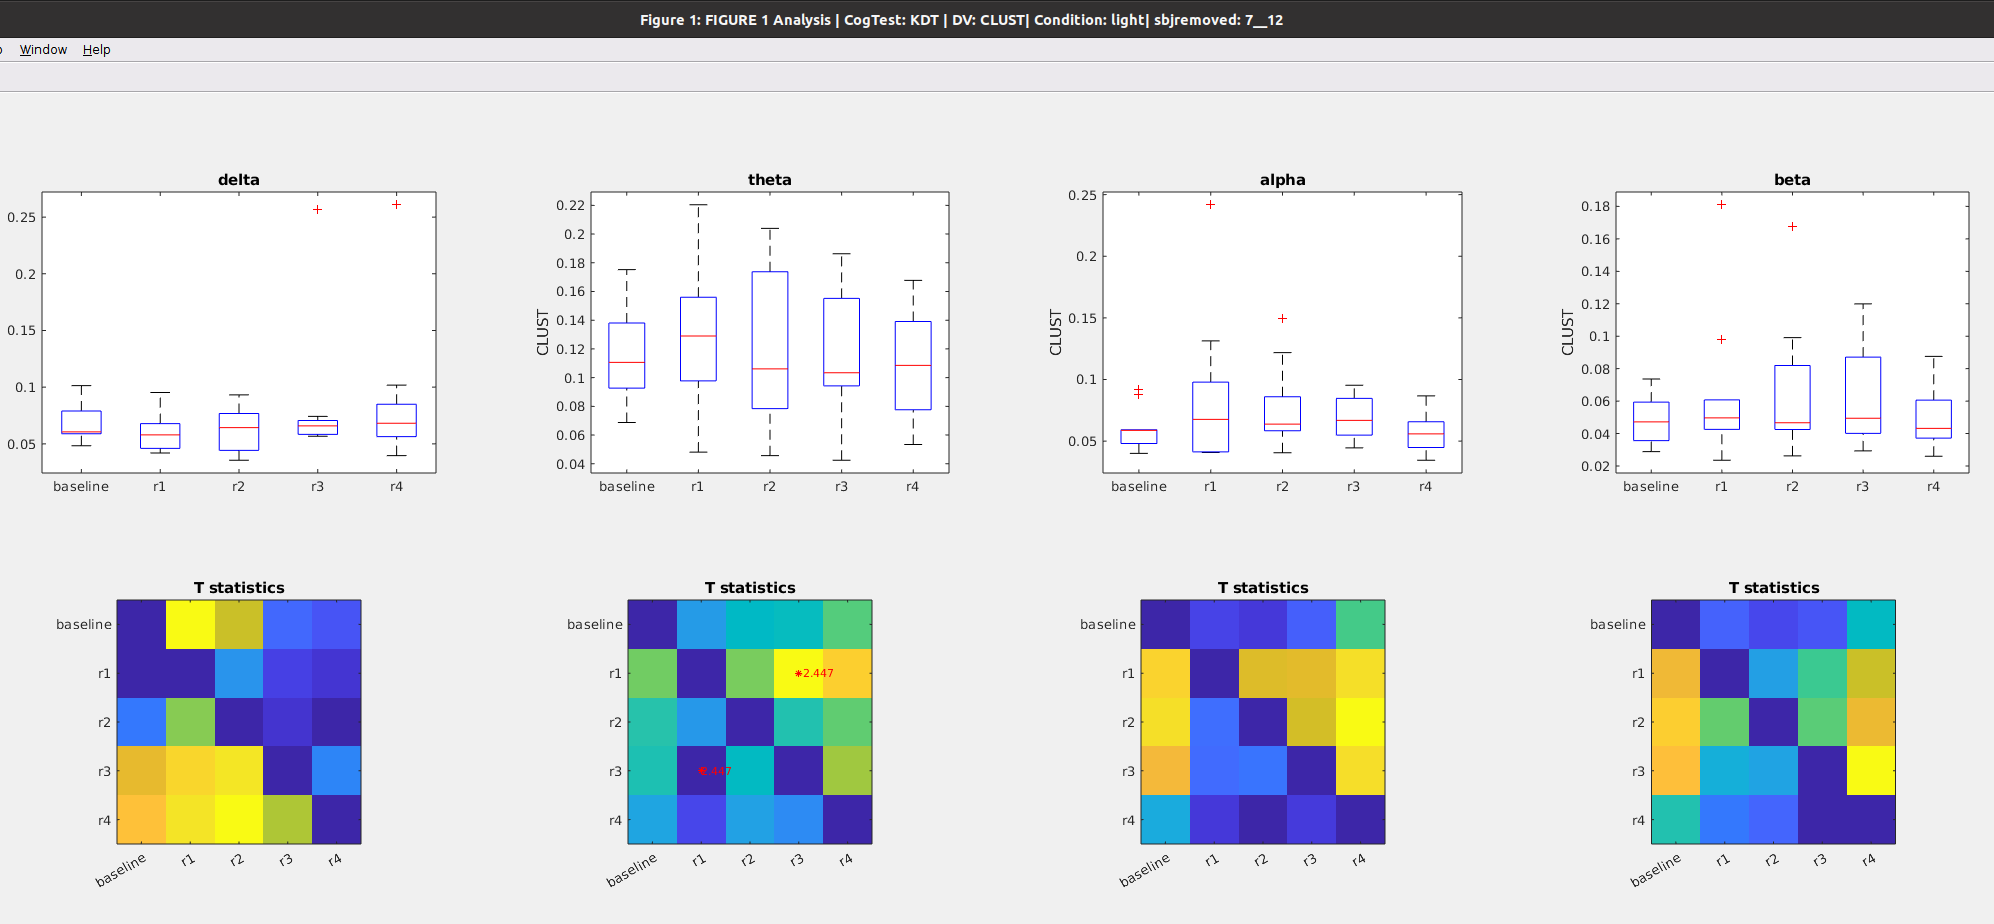 Figure 1: FIGURE 1 Analysis | CogTest: KDT | DV: CLUST| Condition: light| sbjremoved: 7__12
Window Help
delta
0.25
0.2
0.15
0.1
0.05
baseline r1 r2 r3 r4
theta
CLUST
0.22
0.2
0.18
0.16
0.14
0.12
0.1
0.08
0.06
0.04
baseline r1 r2 r3 r4
alpha
CLUST
0.25
0.2
0.15
0.1
0.05
baseline r1 r2 r3 r4
beta
CLUST
0.18
0.16
0.14
0.12
0.1
0.08
0.06
0.04
0.02
baseline r1 r2 r3 r4
T statistics
baseline
r1
r2
r3
r4
baseline r1 r2 r3 r4
T statistics
baseline
r1
*2.447
r2
r3
r4
baseline r1 r2 r3 r4
T statistics
baseline
r1
r2
r3
r4
baseline r1 r2 r3 r4
T statistics
baseline
r1
r2
r3
r4
baseline r1 r2 r3 r4